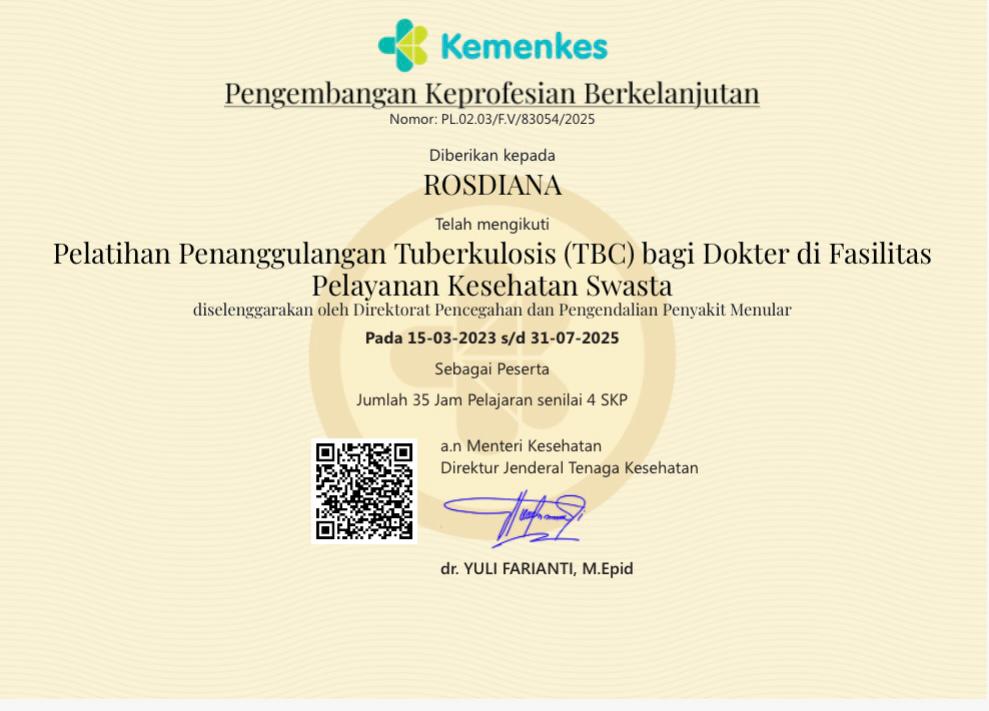 Kemenkes
Pengembangan Keprofesian Berkelanjutan
Nomor: PL.02.03/F.V/83054/2025
Diberikan kepada
ROSDIANA
Telah mengikuti
Pelatihan Penanggulangan Tuberkulosis (TBC) bagi Dokter di Fasilitas
Pelayanan Kesehatan Swasta
diselenggarakan oleh Direktorat Pencegahan dan Pengendalian Penyakit Menular
Pada 15-03-2023 s/d 31-07-2025
Sebagai Peserta
Jumlah 35 Jam Pelajaran senilai 4 SKP
a.n Menteri Kesehatan
Direktur Jenderal Tenaga Kesehatan
dr. YULI FARIANTI, M.Epid